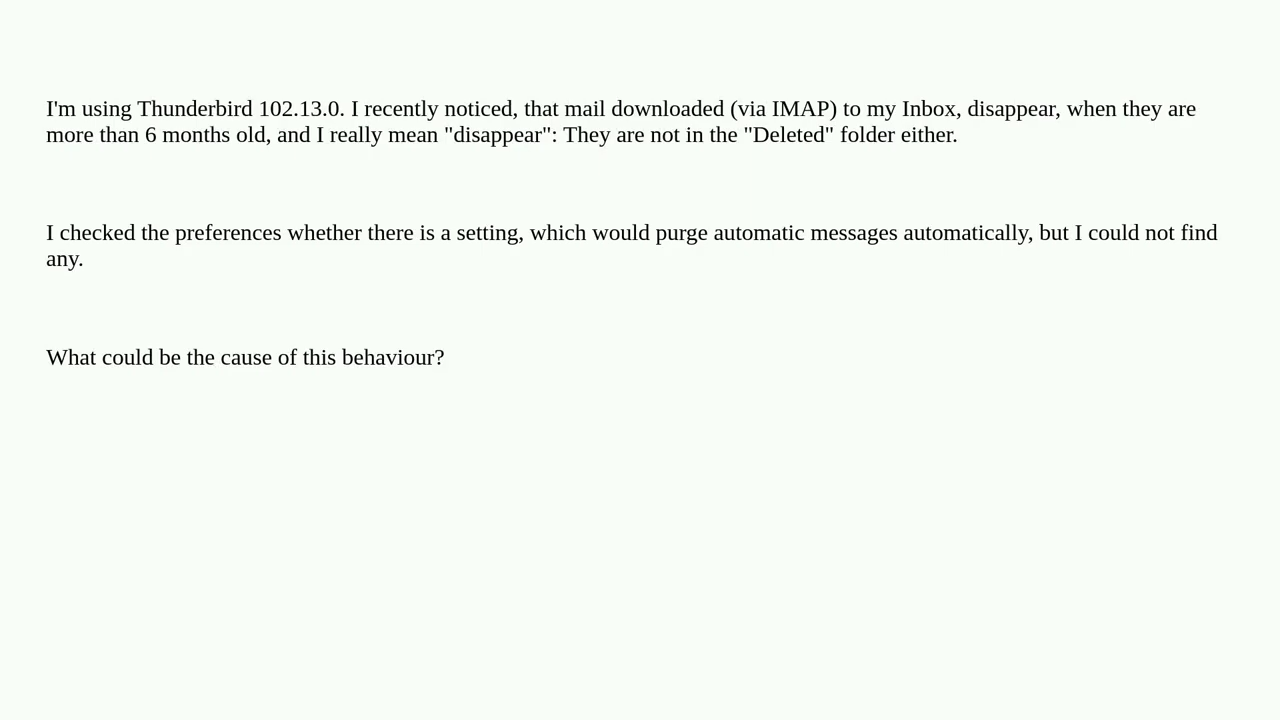 I'm using Thunderbird 102.13.0. I recently noticed, that mail downloaded (via IMAP) to my Inbox, disappear, when they are
more than 6 months old, and I really mean "disappear": They are not in the "Deleted" folder either.
I checked the preferences whether there is a setting, which would purge automatic messages automatically, but I could not find
any.
What could be the cause of this behaviour?